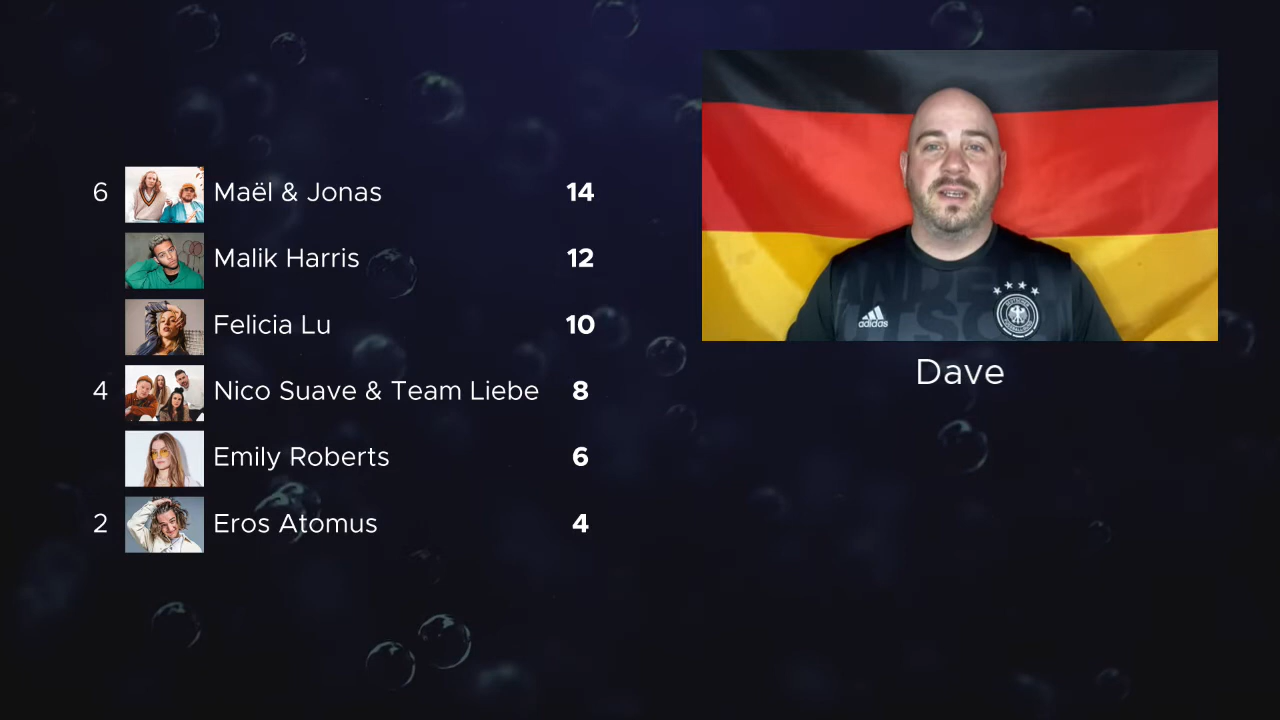 6 Maël & Jonas 14
Malik Harris 12
Felicia Lu 10
4 Nico Suave & Team Liebe 8
Emily Roberts 6
2 Eros Atomus 4
adidas
Dave